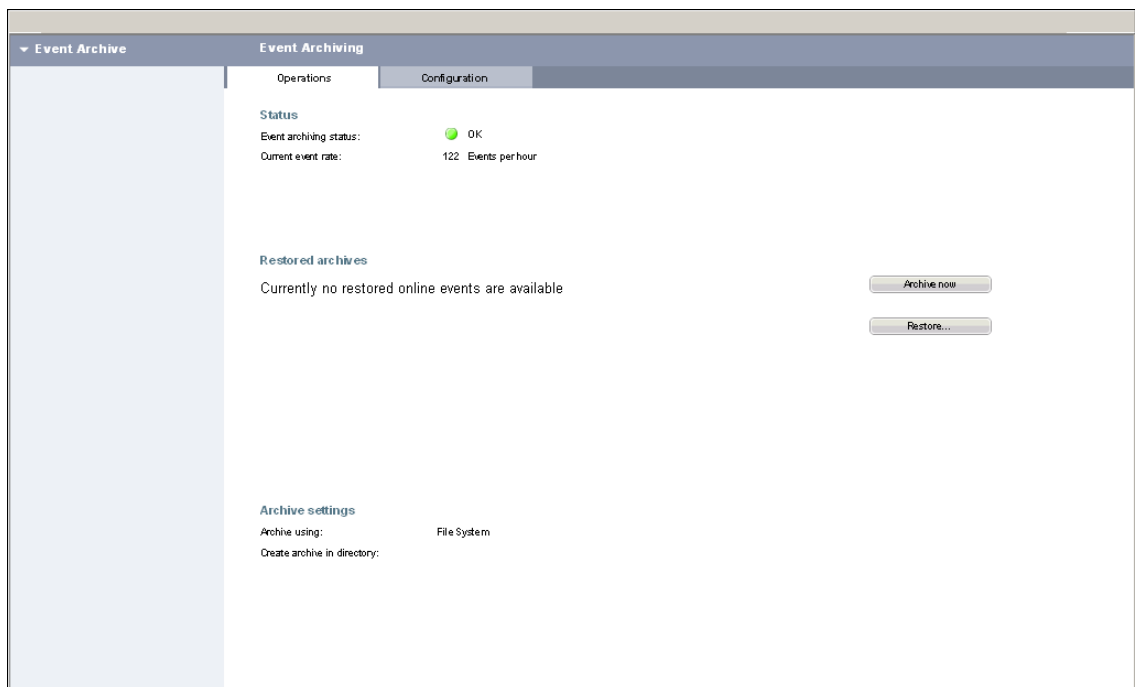 Event Archive
Event Archiving
Operations
Configuration
Status
Event archiving status:
OK
Current event rate:
122 Events per hour
Restored archives
Currently no restored online events are available
Archive now
Restore...
Archive settings
Archive using:
File System
Create archive in directory: